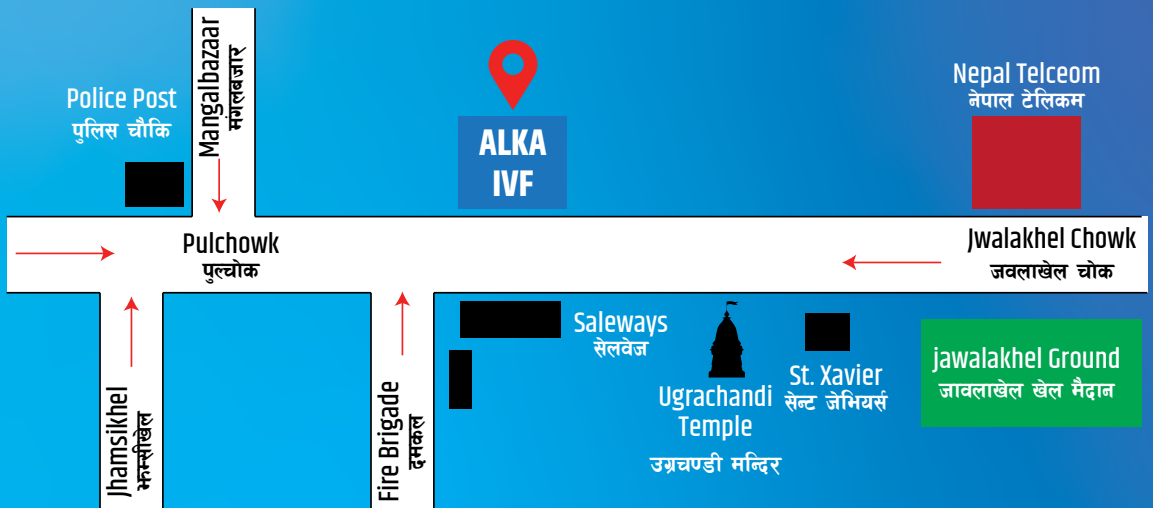 Police Post
पुलिस चौकि
Mangalbazaar
मंगलबजार
ALKA
IVF
Nepal Telceom
नेपाल टेलिकम
Pulchowk
पुल्चोक
Jwalakhel Chowk
जवलाखेल चोक
Jhamsikhel
झम्सीखेल
Fire Brigade
दमकल
Saleways
सेलवेज
Ugrachandi
Temple
उग्रचण्डी मन्दिर
St. Xavier
सेन्ट जेभियर्स
jawalakhel Ground
जावलाखेल खेल मैदान